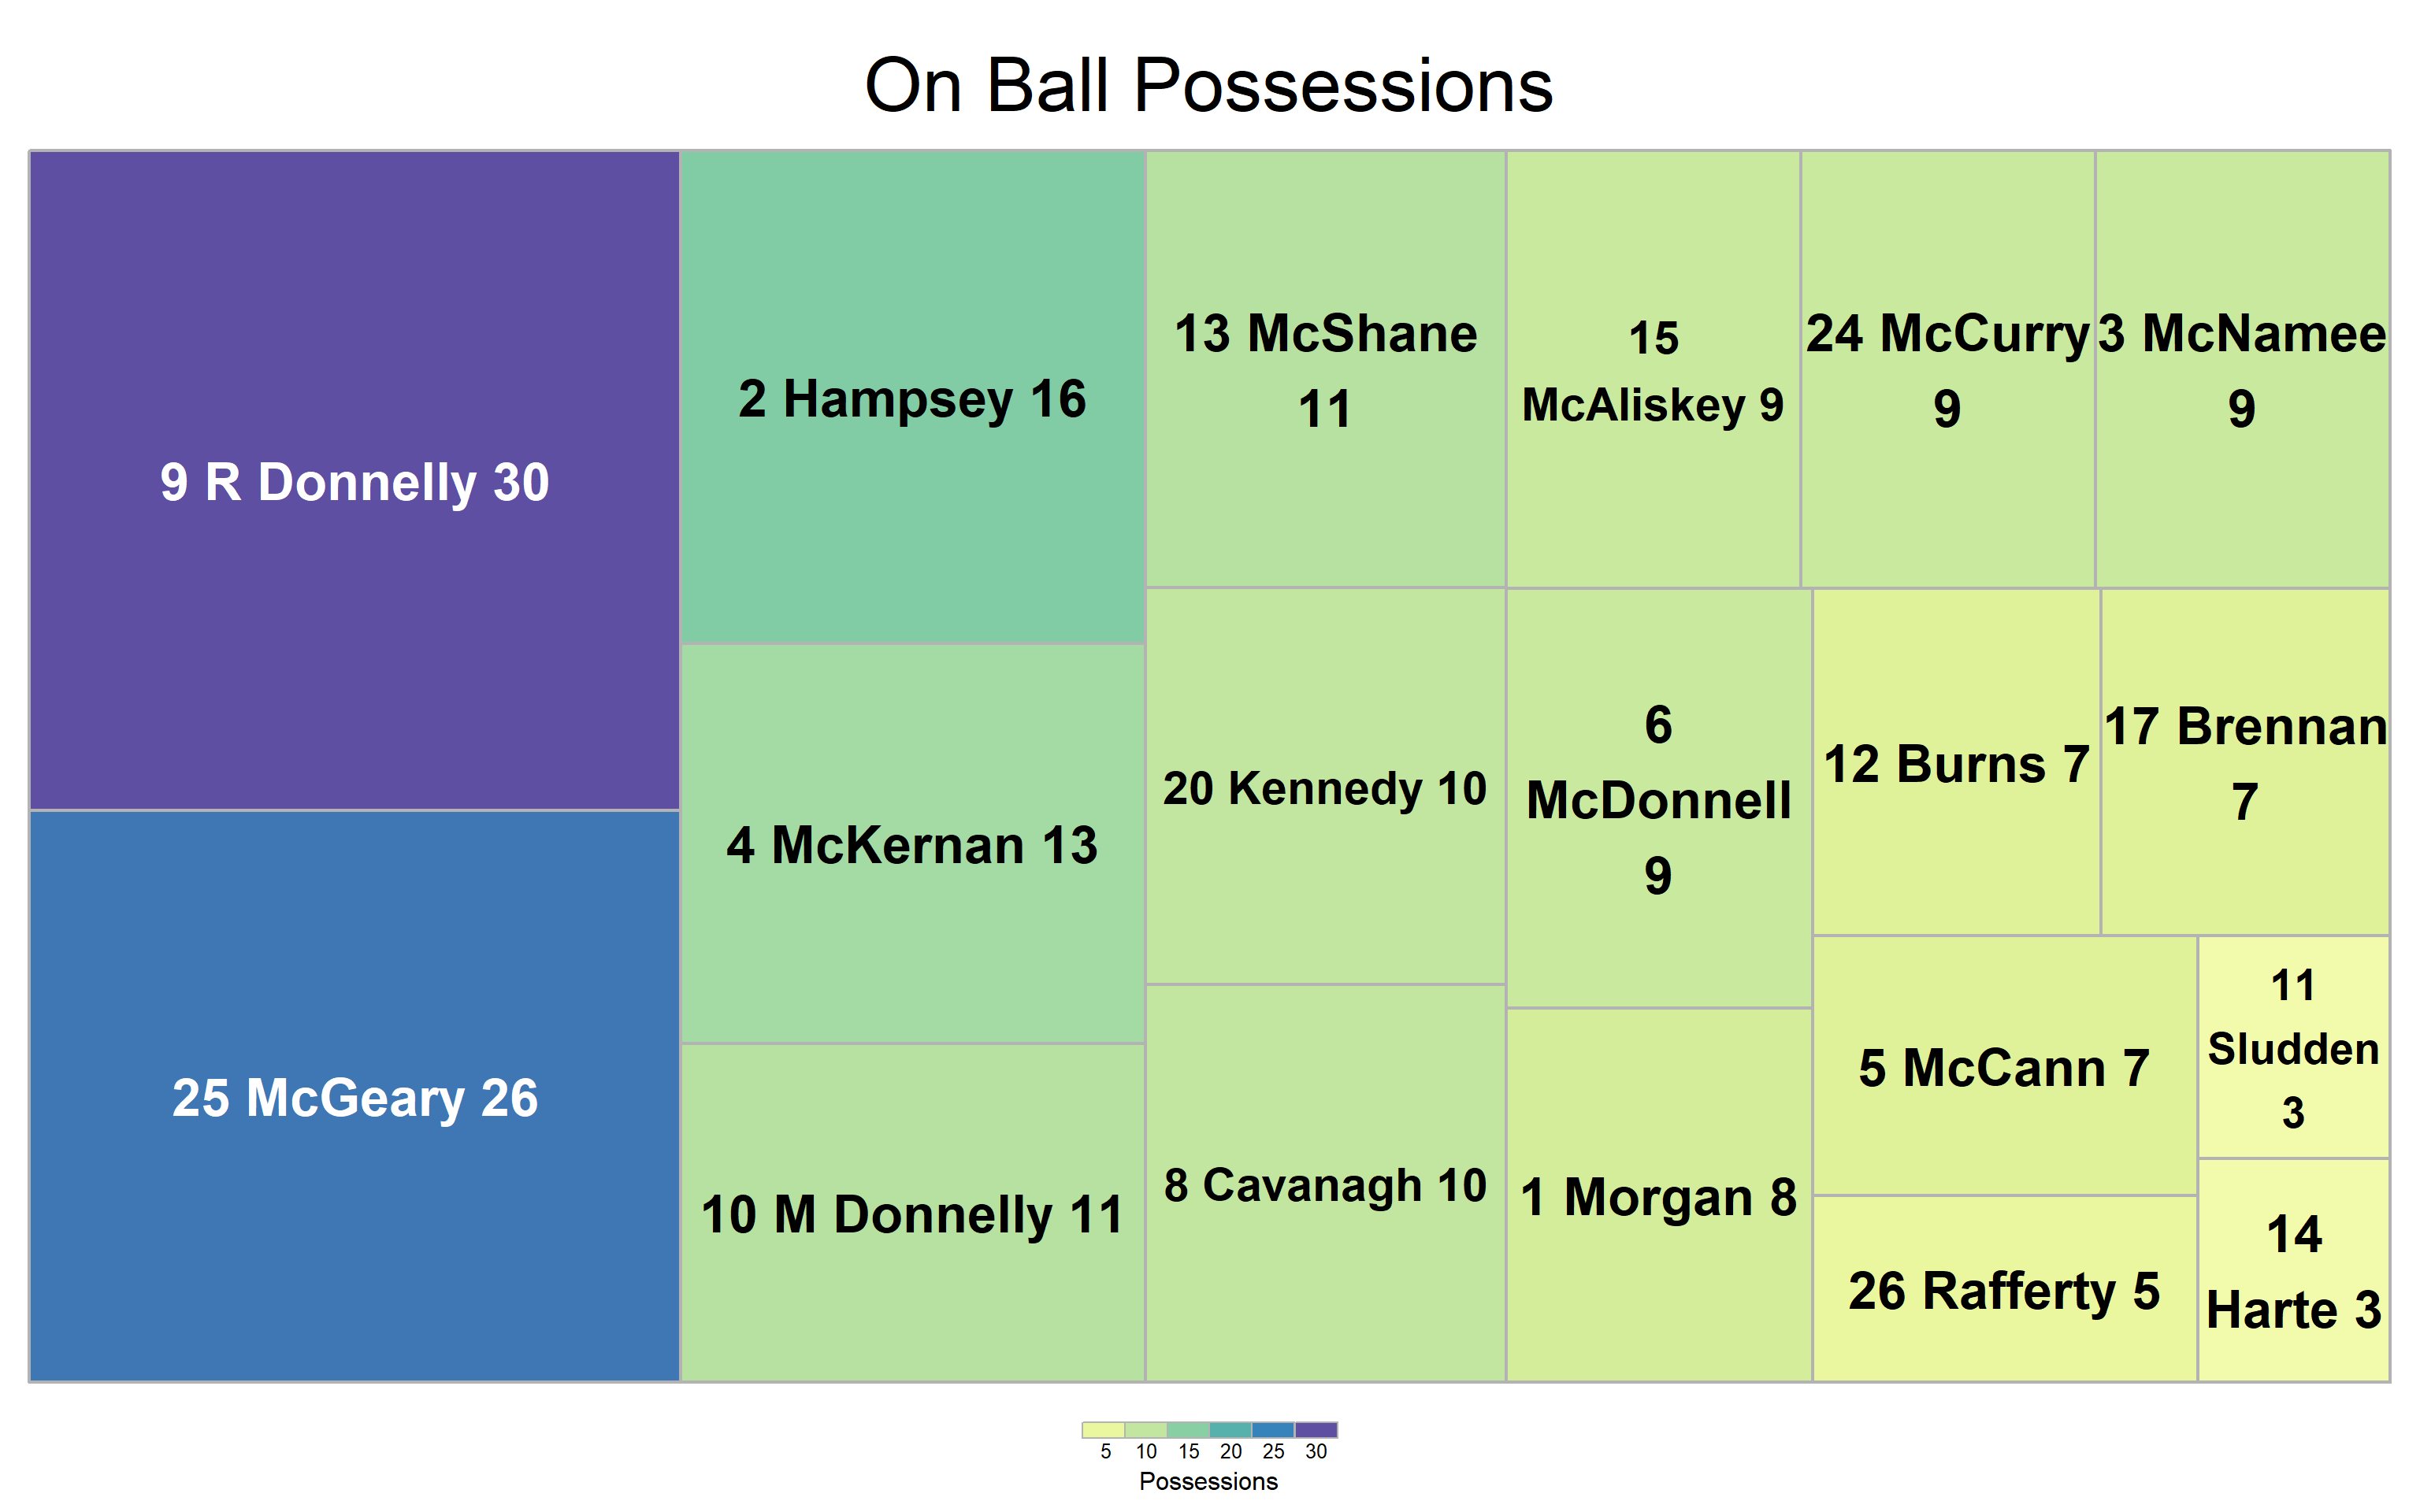 On Ball Possessions
9 R Donnelly 30
25 McGeary 26
2 Hampsey 16
4 McKernan 13
10 M Donnelly 11
13 McShane
11
20 Kennedy 10
8 Cavanagh 10
15
McAliskey 9
24 McCurry
9
3 McNamee
9
6
McDonnell
9
1 Morgan 8
12 Burns 7
17 Brennan
7
5 McCann 7
26 Rafferty 5
11
Sludden
3
14
Harte 3
5 10 15 20 25 30
Possessions